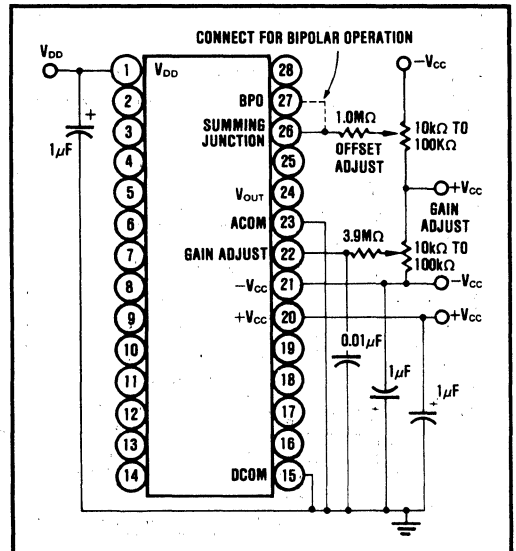 CONNECT FOR BIPOLAR OPERATION
VDD
1
VDD
28
−VCC
2
BPO
27
1µF
+
3
SUMMING JUNCTION
26
1.0MΩ
OFFSET ADJUST
10kΩ TO 100KΩ
4
25
5
VOUT
24
+VCC
6
ACOM
23
GAIN ADJUST
7
GAIN ADJUST
22
3.9MΩ
10kΩ TO 100kΩ
8
−VCC
21
−VCC
9
+VCC
20
+VCC
10
19
0.01µF
11
18
1µF
+
1µF
+
12
17
13
16
14
DCOM
15